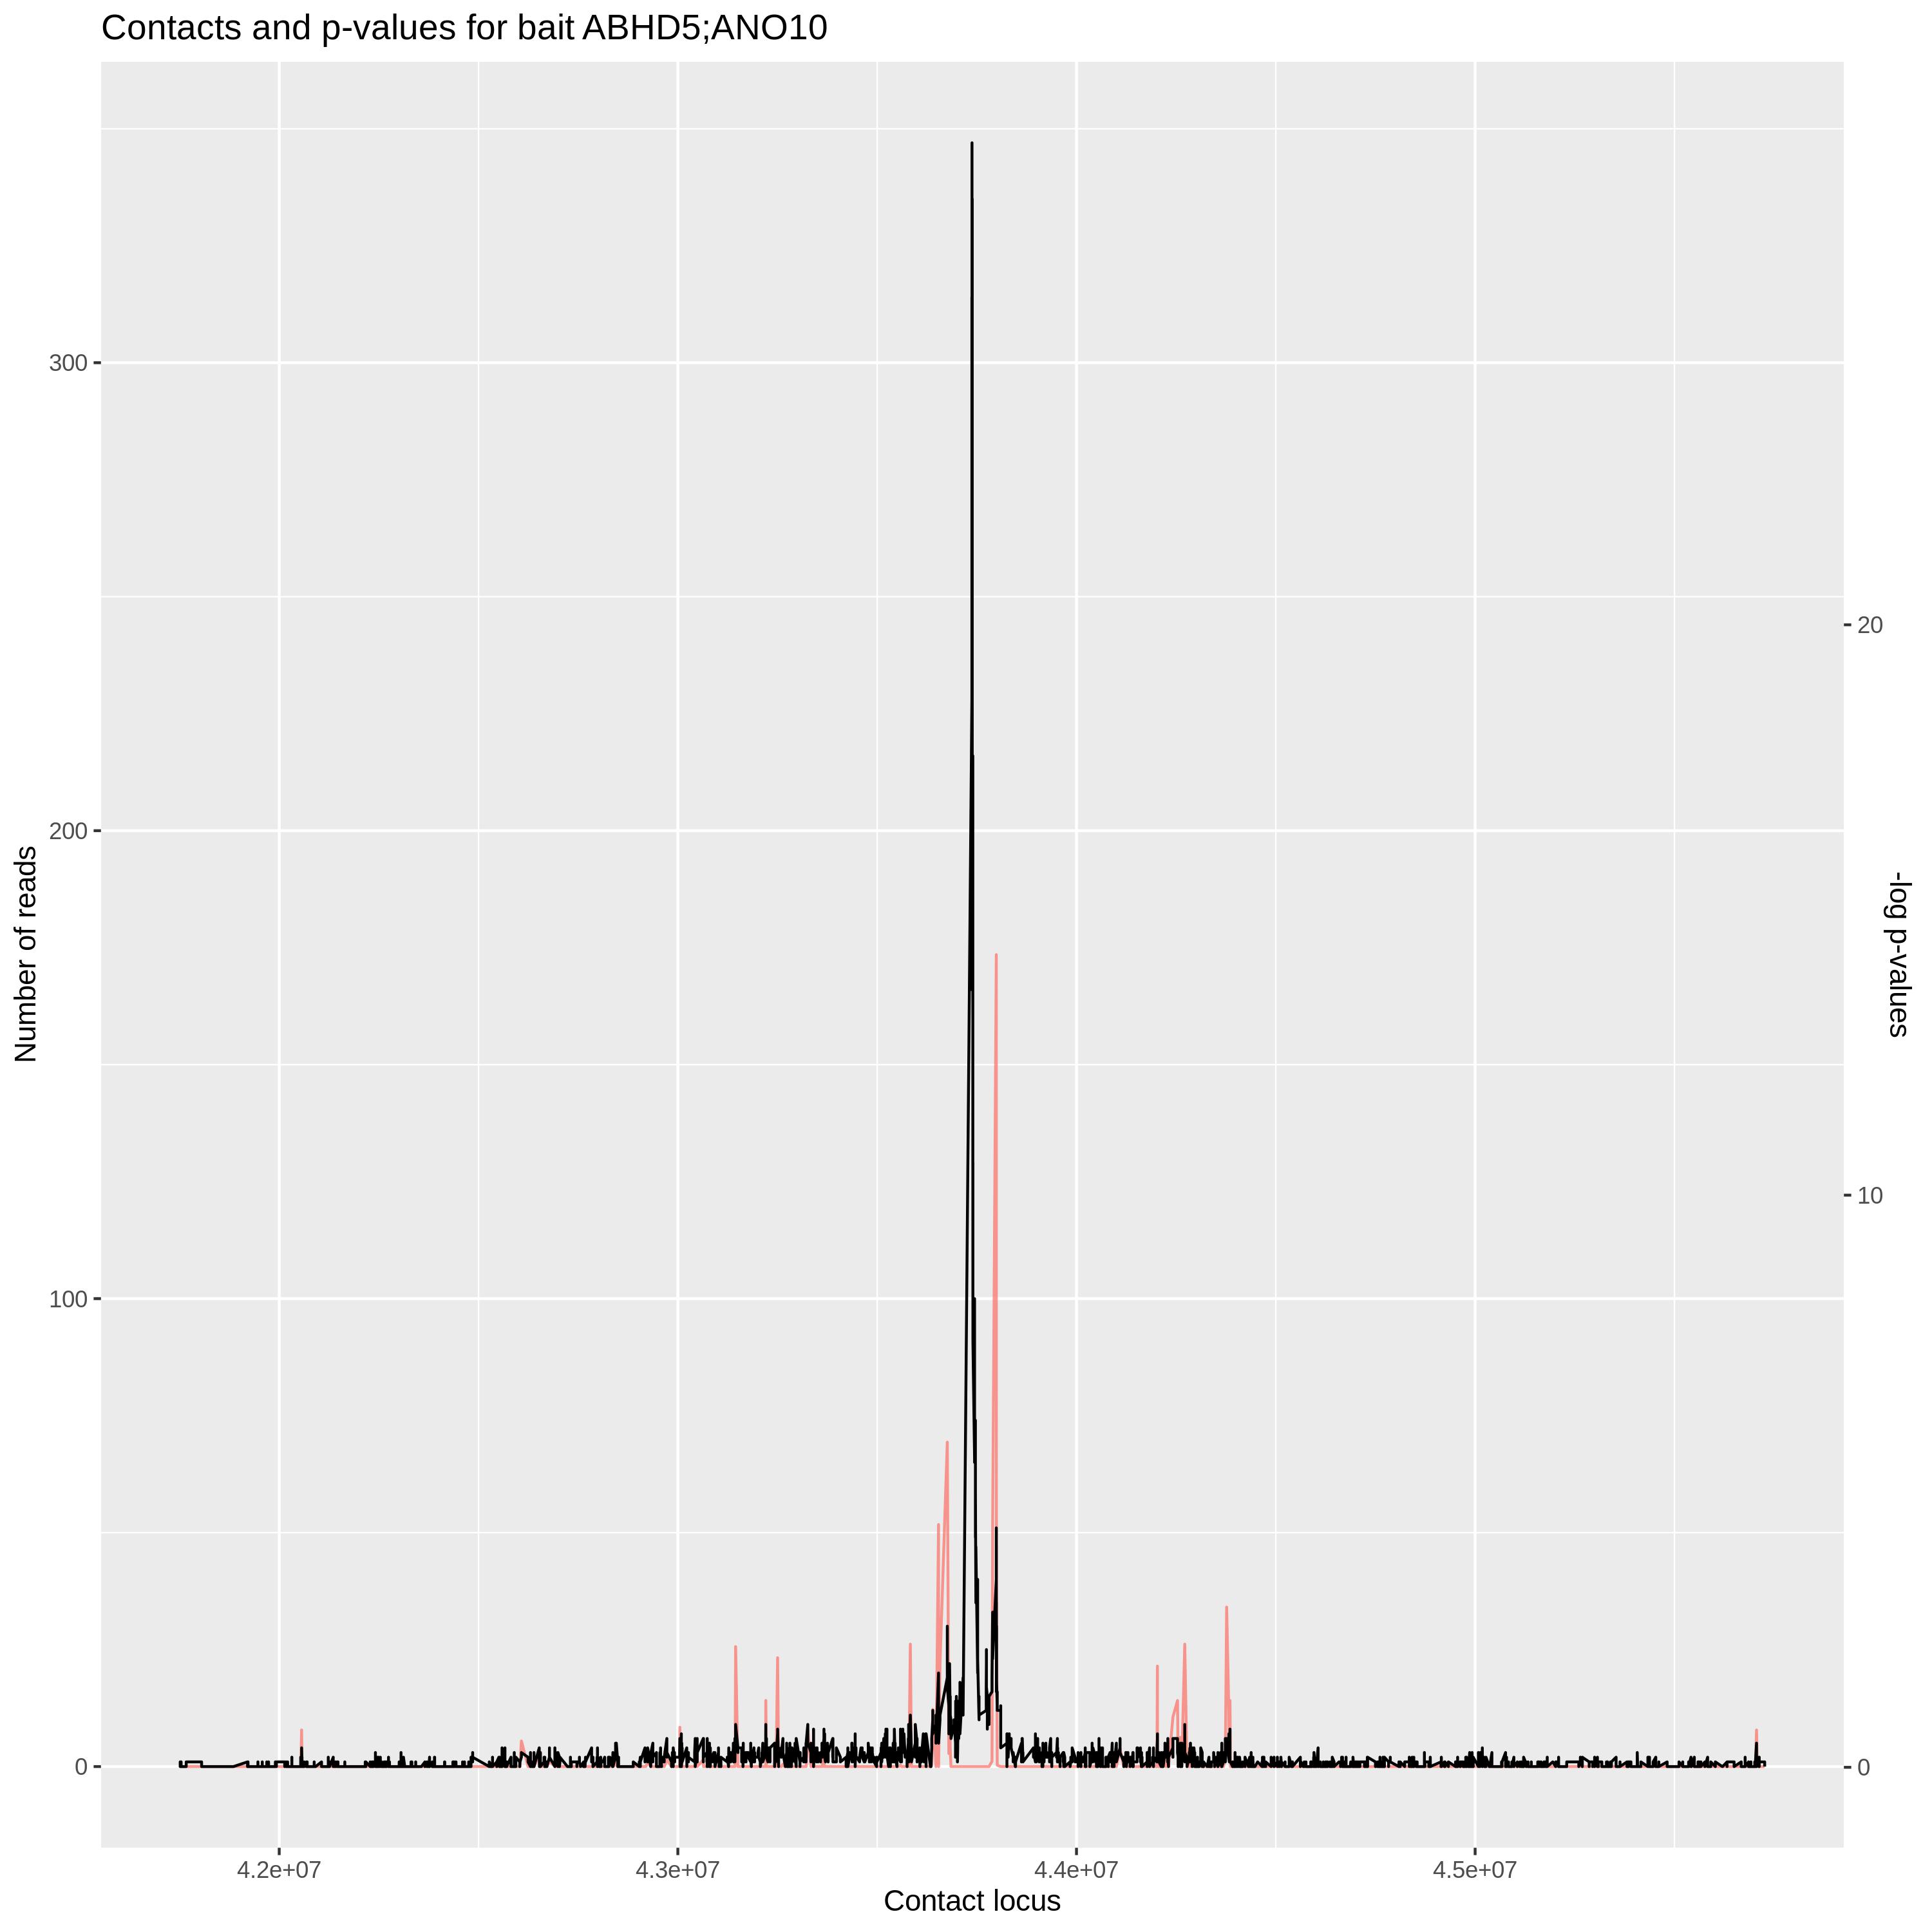 Contacts and p-values for bait ABHD5;ANO10
300
200
100
0
Number of reads
20
10
0
-log p-values
4.2e+07
4.3e+07
4.4e+07
4.5e+07
Contact locus